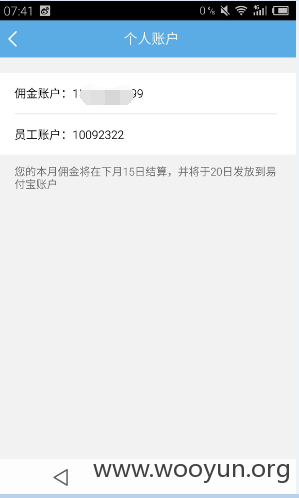 07:41
0 %
个人账户
佣金账户：1 99
员工账户：10092322
您的本月佣金将在下月15日结算，并将于20日发放到易
付宝账户
www.wooyun.org